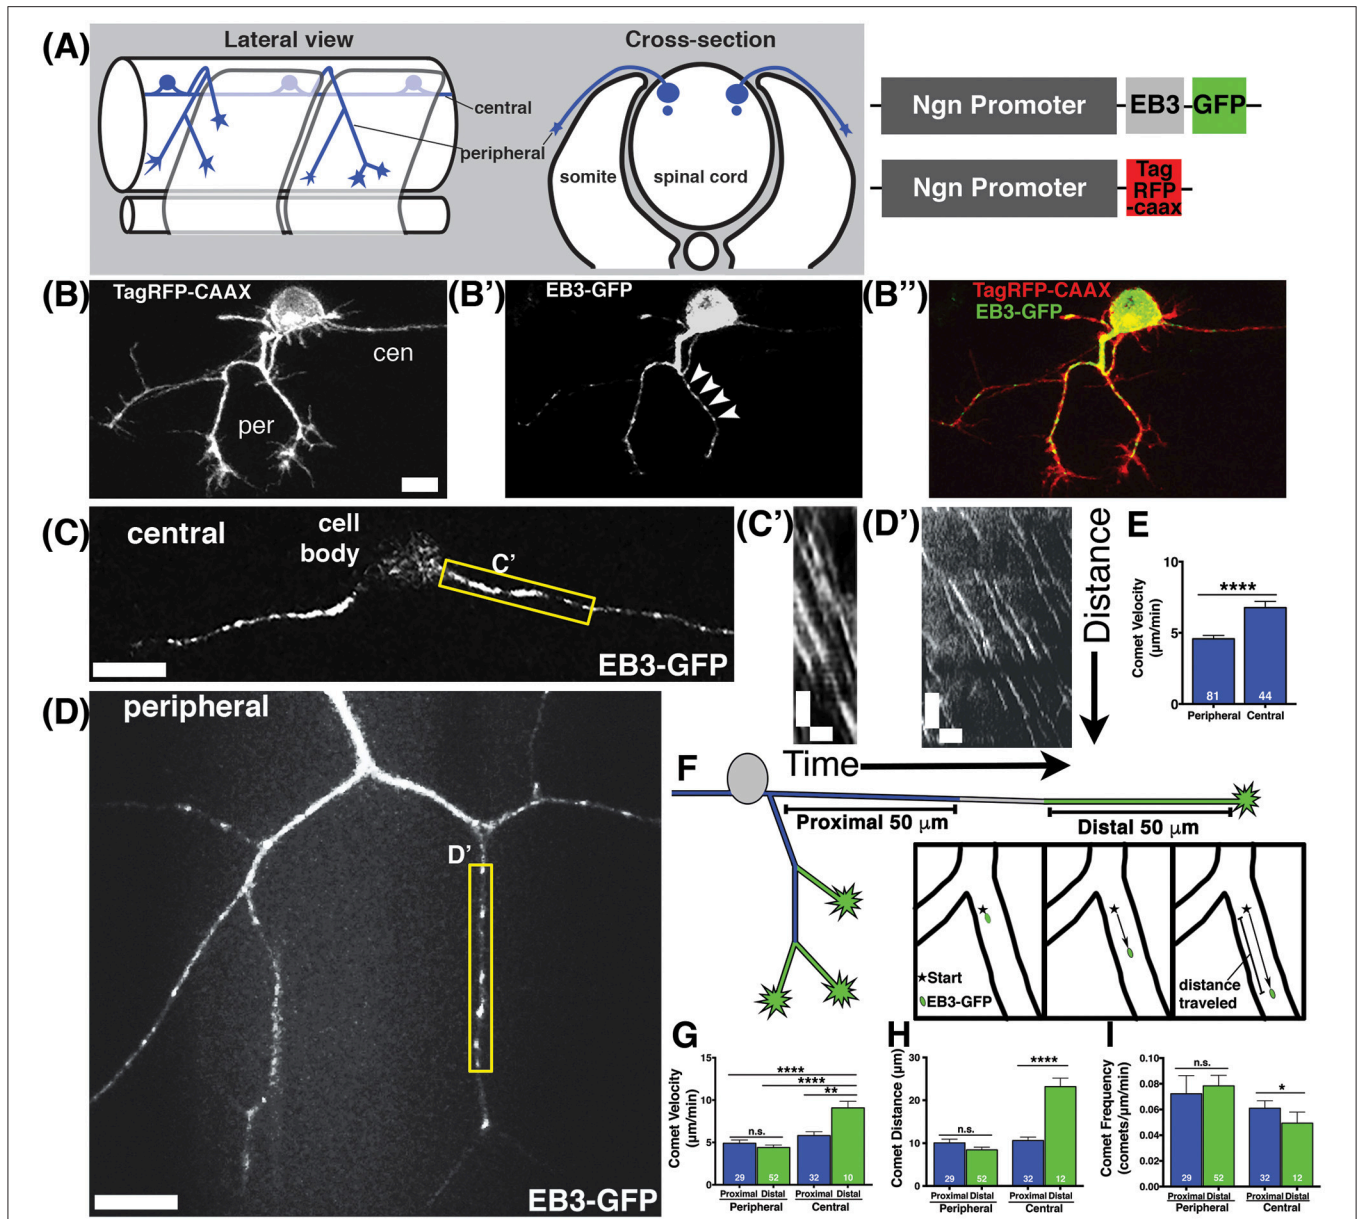 (A)
Lateral view
Cross-section
central
peripheral
somite
spinal cord
Ngn Promoter
EB3
GFP
Ngn Promoter
Tag
RFP
-caax
(B)
TagRFP-CAAX
cen
per
(B')
EB3-GFP
(B'')
TagRFP-CAAX
EB3-GFP
(C)
central
cell
body
C'
EB3-GFP
(C')
(D')
Distance
Time
E
Comet Velocity
(µm/min)
10
5
0
****
81
44
Peripheral
Central
(D)
peripheral
D'
EB3-GFP
F
Proximal 50 µm
Distal 50 µm
Start
EB3-GFP
distance
traveled
G
Comet Velocity
(µm/min)
15
10
5
0
****
****
**
n.s.
29
52
32
10
Proximal Distal
Proximal Distal
Peripheral
Central
H
Comet Distance (µm)
30
20
10
0
****
n.s.
29
52
32
12
Proximal Distal
Proximal Distal
Peripheral
Central
I
Comet Frequency
(comets/µm/min)
0.10
0.08
0.06
0.04
0.02
0.00
n.s.
*
29
52
32
12
Proximal Distal
Proximal Distal
Peripheral
Central